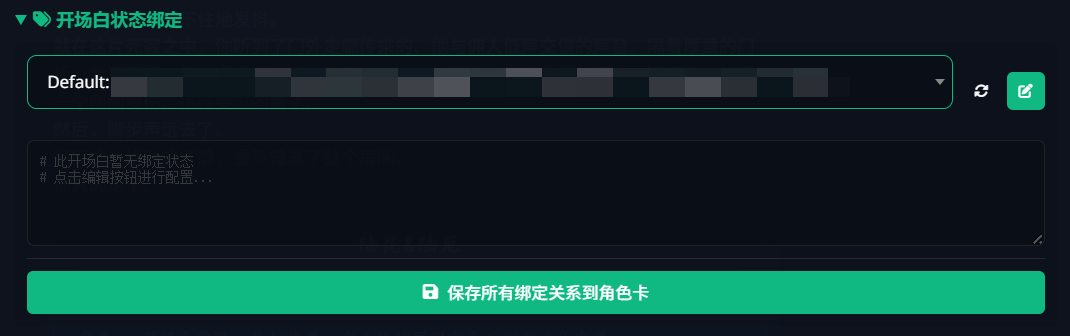 开场白状态绑定
Default:
# 此开场白暂无绑定状态
# 点击编辑按钮进行配置...
保存所有绑定关系到角色卡